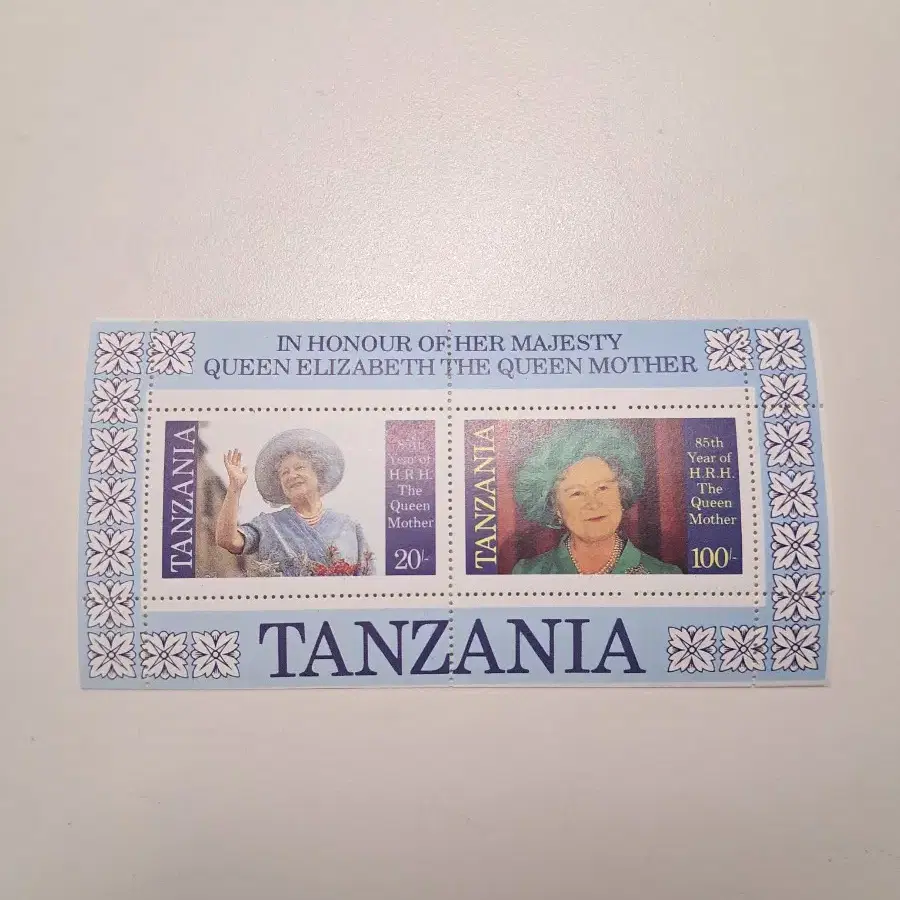 IN HONOUR OF HER MAJESTY
QUEEN ELIZABETH THE QUEEN MOTHER
TANZANIA
85th
Year of
H.R.H.
The
Queen
Mother
20/-
TANZANIA
85th
Year of
H.R.H.
The
Queen
Mother
100/-
TANZANIA